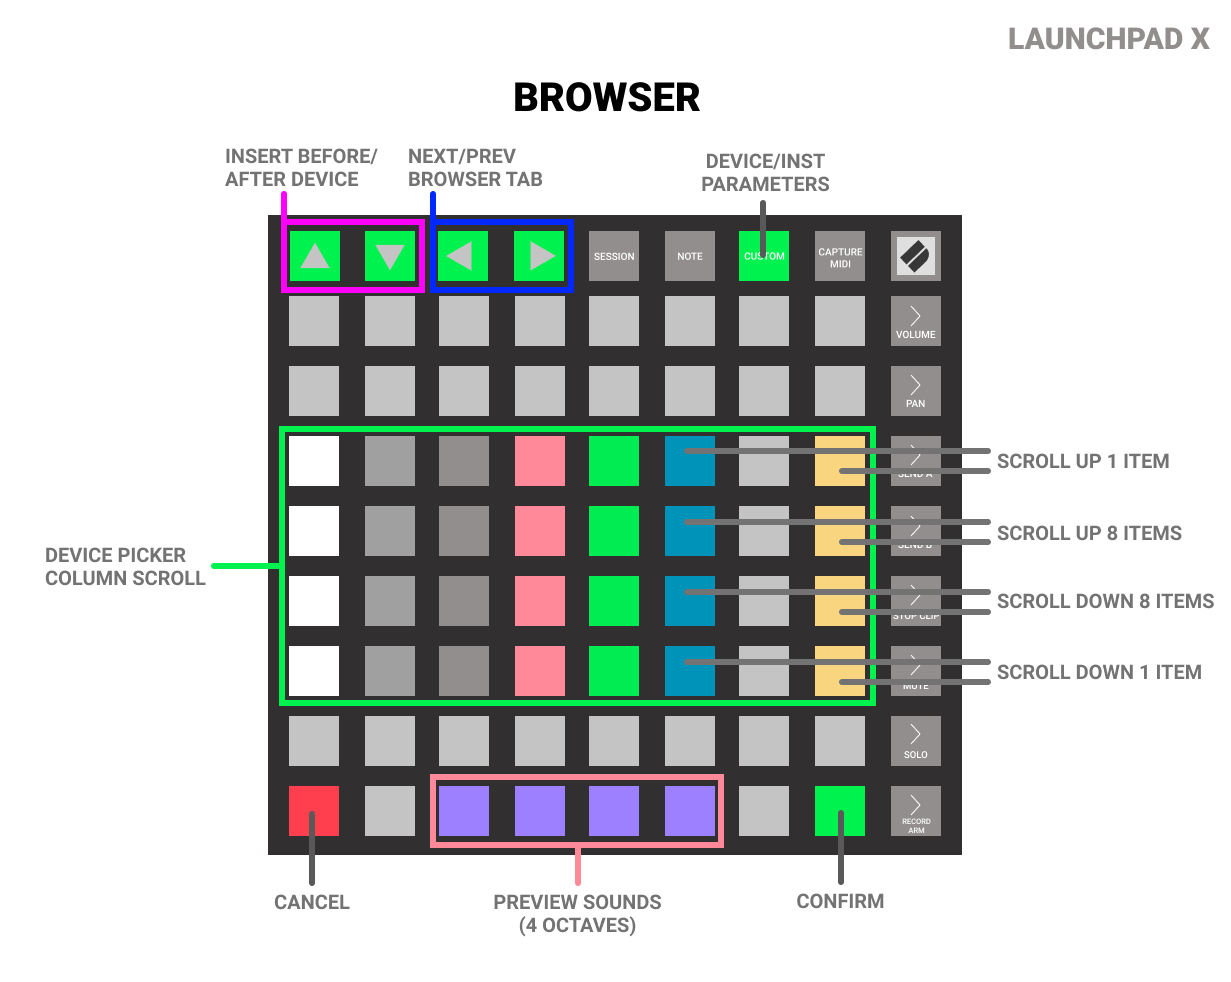 LAUNCHPAD X
BROWSER
INSERT BEFORE/
AFTER DEVICE
NEXT/PREV
BROWSER TAB
DEVICE/INST
PARAMETERS
SESSION
NOTE
CUSTOM
CAPTURE
MIDI
VOLUME
PAN
SEND A
SCROLL UP 1 ITEM
SEND B
SCROLL UP 8 ITEMS
DEVICE PICKER
COLUMN SCROLL
STOP CLIP
SCROLL DOWN 8 ITEMS
MUTE
SCROLL DOWN 1 ITEM
SOLO
RECORD
ARM
CANCEL
PREVIEW SOUNDS
(4 OCTAVES)
CONFIRM